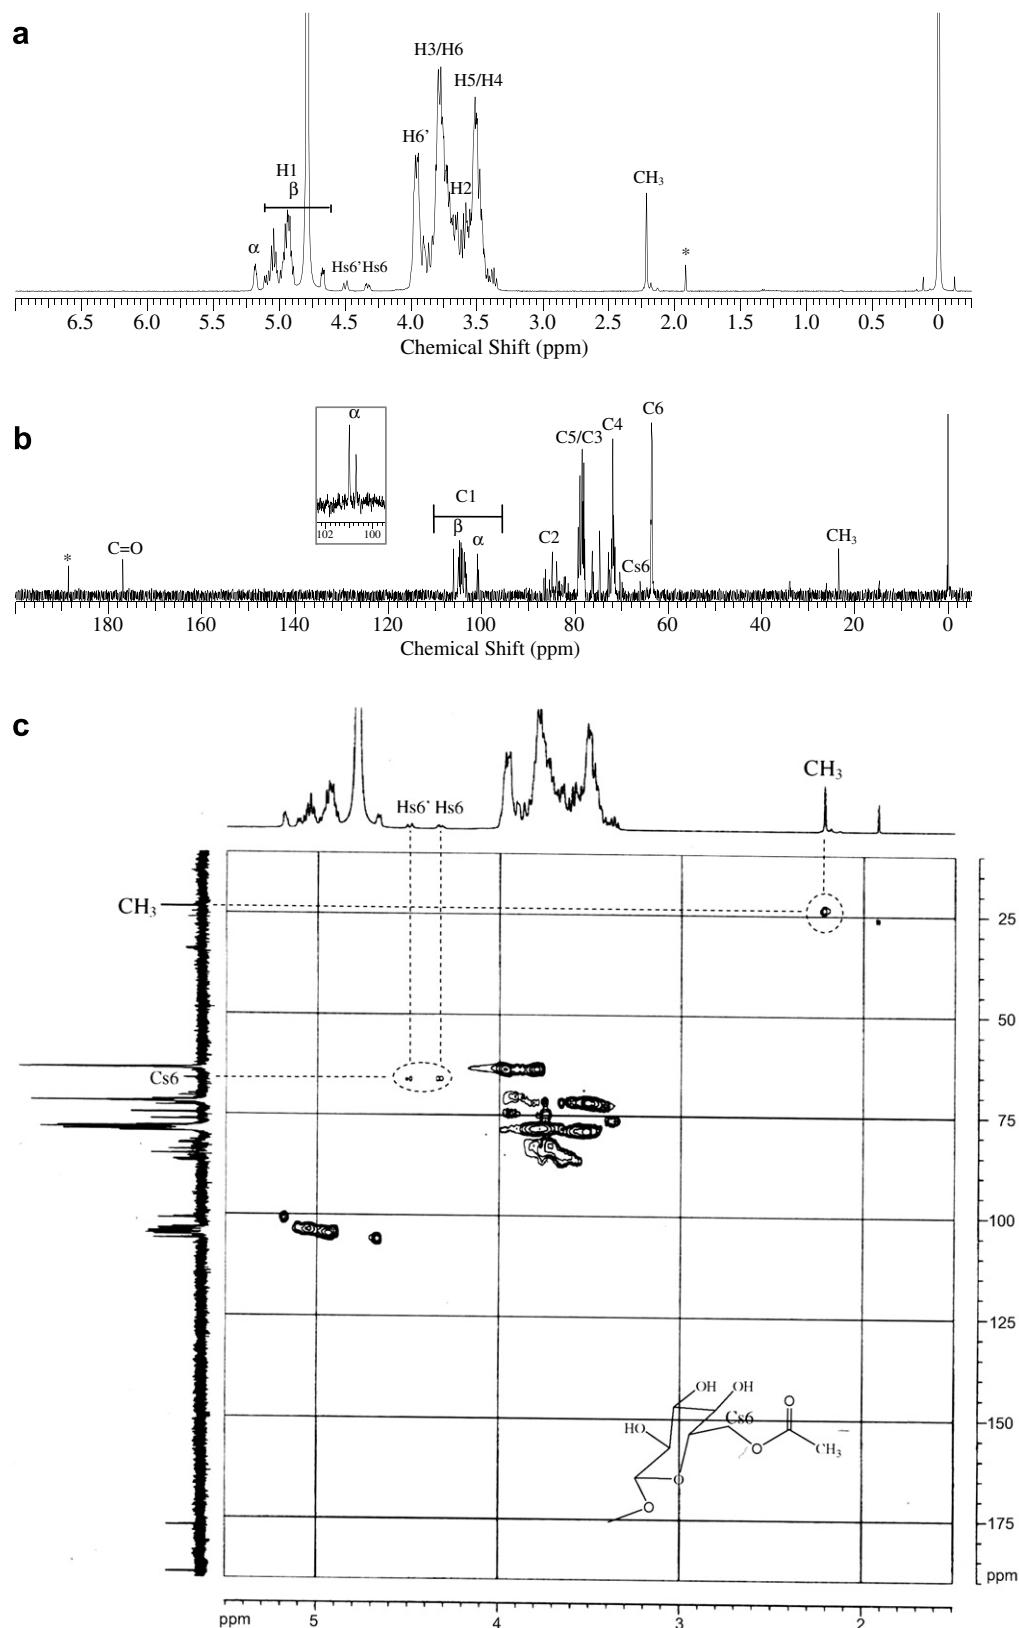 a
H3/H6
H5/H4
H6’
H1
β
H2
CH3
α
Hs6’Hs6
*
6.5 6.0 5.5 5.0 4.5 4.0 3.5 3.0 2.5 2.0 1.5 1.0 0.5 0
Chemical Shift (ppm)
b
α
102 100
C6
C4
C5/C3
C1
β
α
C2
CH3
C=O
*
Cs6
180 160 140 120 100 80 60 40 20 0
Chemical Shift (ppm)
c
CH3
Hs6’ Hs6
CH3
25
50
Cs6
75
100
125
OH OH
O
Cs6
HO
150
O
CH3
O
O
175
ppm
ppm 5 4 3 2